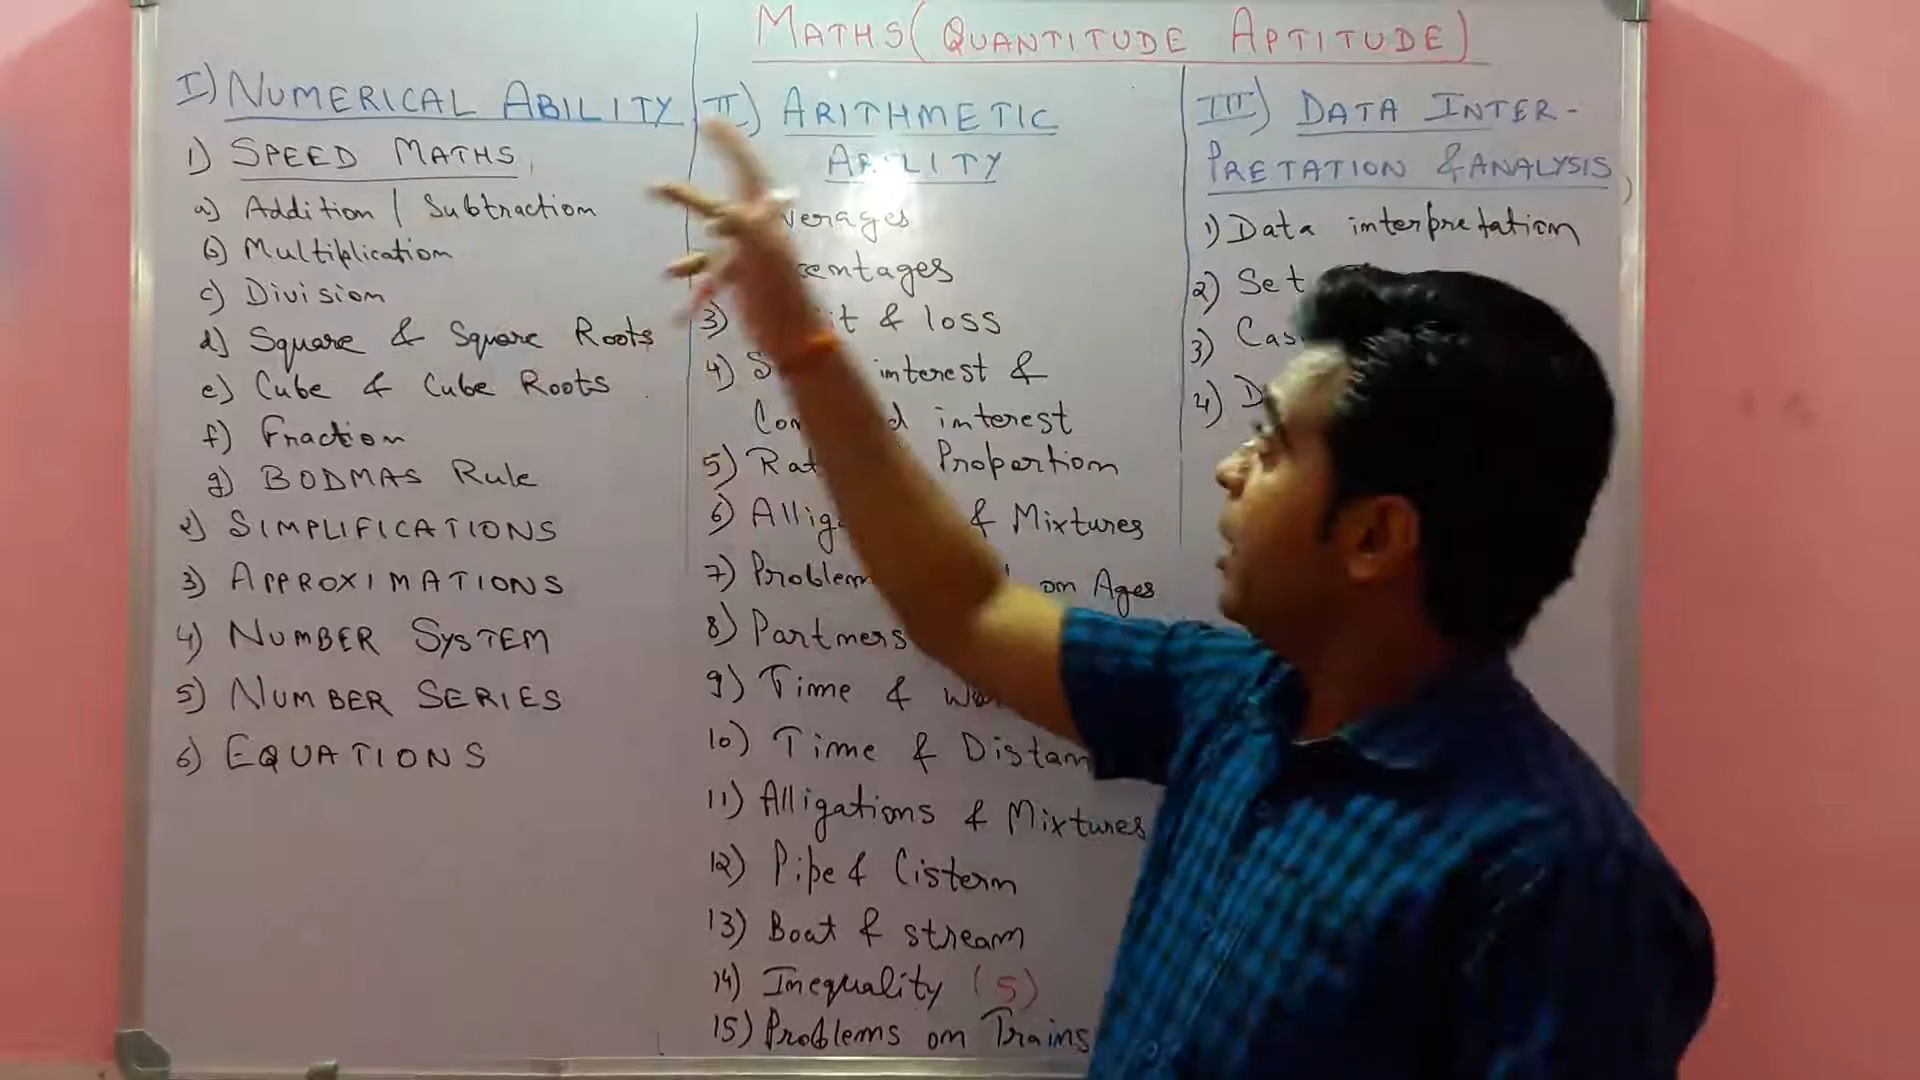 MATHS (QUANTITUDE APTITUDE)
I) NUMERICAL ABILITY
1) SPEED MATHS
a) Addition / Subtraction
b) Multiplication
c) Division
d) Square & Square Roots
e) Cube & Cube Roots
f) Fraction
g) BODMAS Rule
2) SIMPLIFICATIONS
3) APPROXIMATIONS
4) NUMBER SYSTEM
5) NUMBER SERIES
6) EQUATIONS
II) ARITHMETIC
ABILITY
verages
centages
3) it & loss
4) S interest &
Com d interest
5) Rat Proportion
6) Allig & Mixtures
7) Problem on Ages
8) Partners
9) Time & Wor
10) Time & Distan
11) Alligations & Mixtures
12) Pipe & Cistern
13) Boat & stream
14) Inequality (5)
15) Problems on Trains
III) DATA INTER-
PRETATION & ANALYSIS
1) Data interpretation
2) Set
3) Cas
4) D